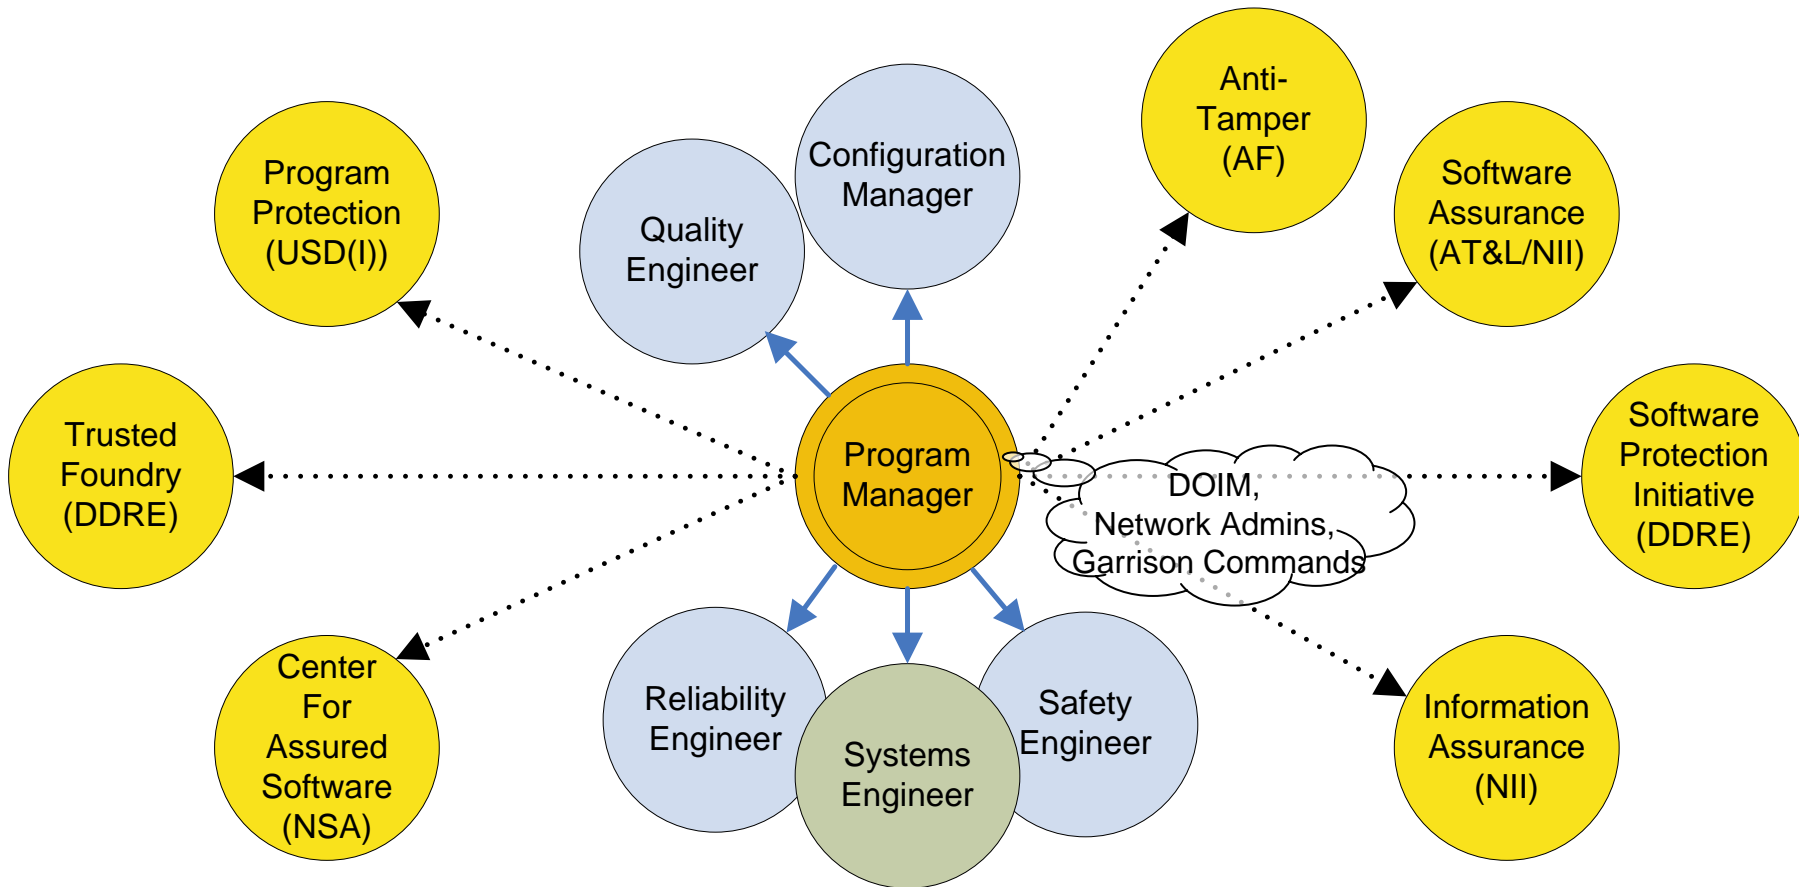 Anti-
Tamper
(AF)
Configuration
Manager
Program
Protection
(USD(I))
Software
Assurance
(AT&L/NII)
Quality
Engineer
Trusted
Foundry
(DDRE)
Program
Manager
DOIM,
Network Admins,
Garrison Commands
Software
Protection
Initiative
(DDRE)
Center
For
Assured
Software
(NSA)
Reliability
Engineer
Systems
Engineer
Safety
Engineer
Information
Assurance
(NII)